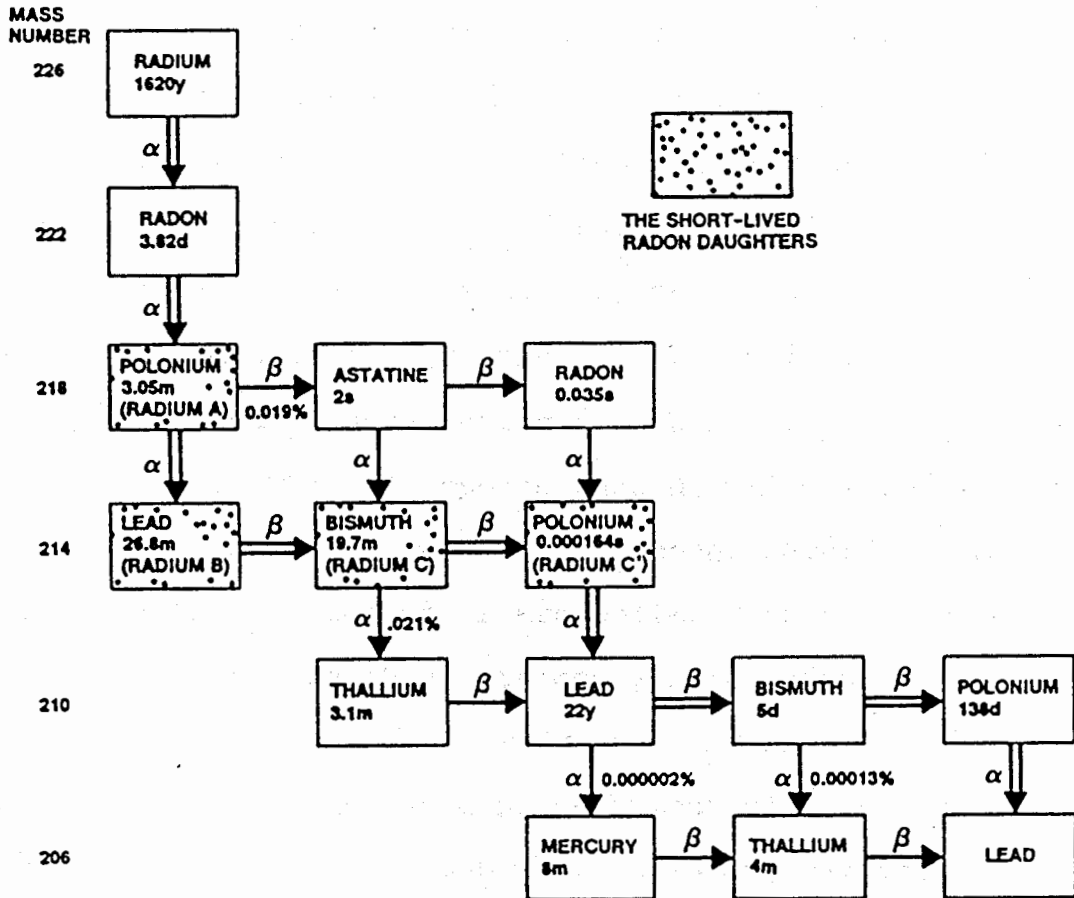 MASS
NUMBER
226
RADIUM
1620y
α
222
RADON
3.82d
THE SHORT-LIVED
RADON DAUGHTERS
α
218
POLONIUM
3.05m
(RADIUM A)
β
0.019%
ASTATINE
2s
β
RADON
0.035s
α
α
α
214
LEAD
26.8m
(RADIUM B)
β
BISMUTH
19.7m
(RADIUM C)
β
POLONIUM
0.000164s
(RADIUM C')
α .021%
α
210
THALLIUM
3.1m
β
LEAD
22y
β
BISMUTH
5d
β
POLONIUM
138d
α 0.000002%
α 0.00013%
α
206
MERCURY
8m
β
THALLIUM
4m
β
LEAD